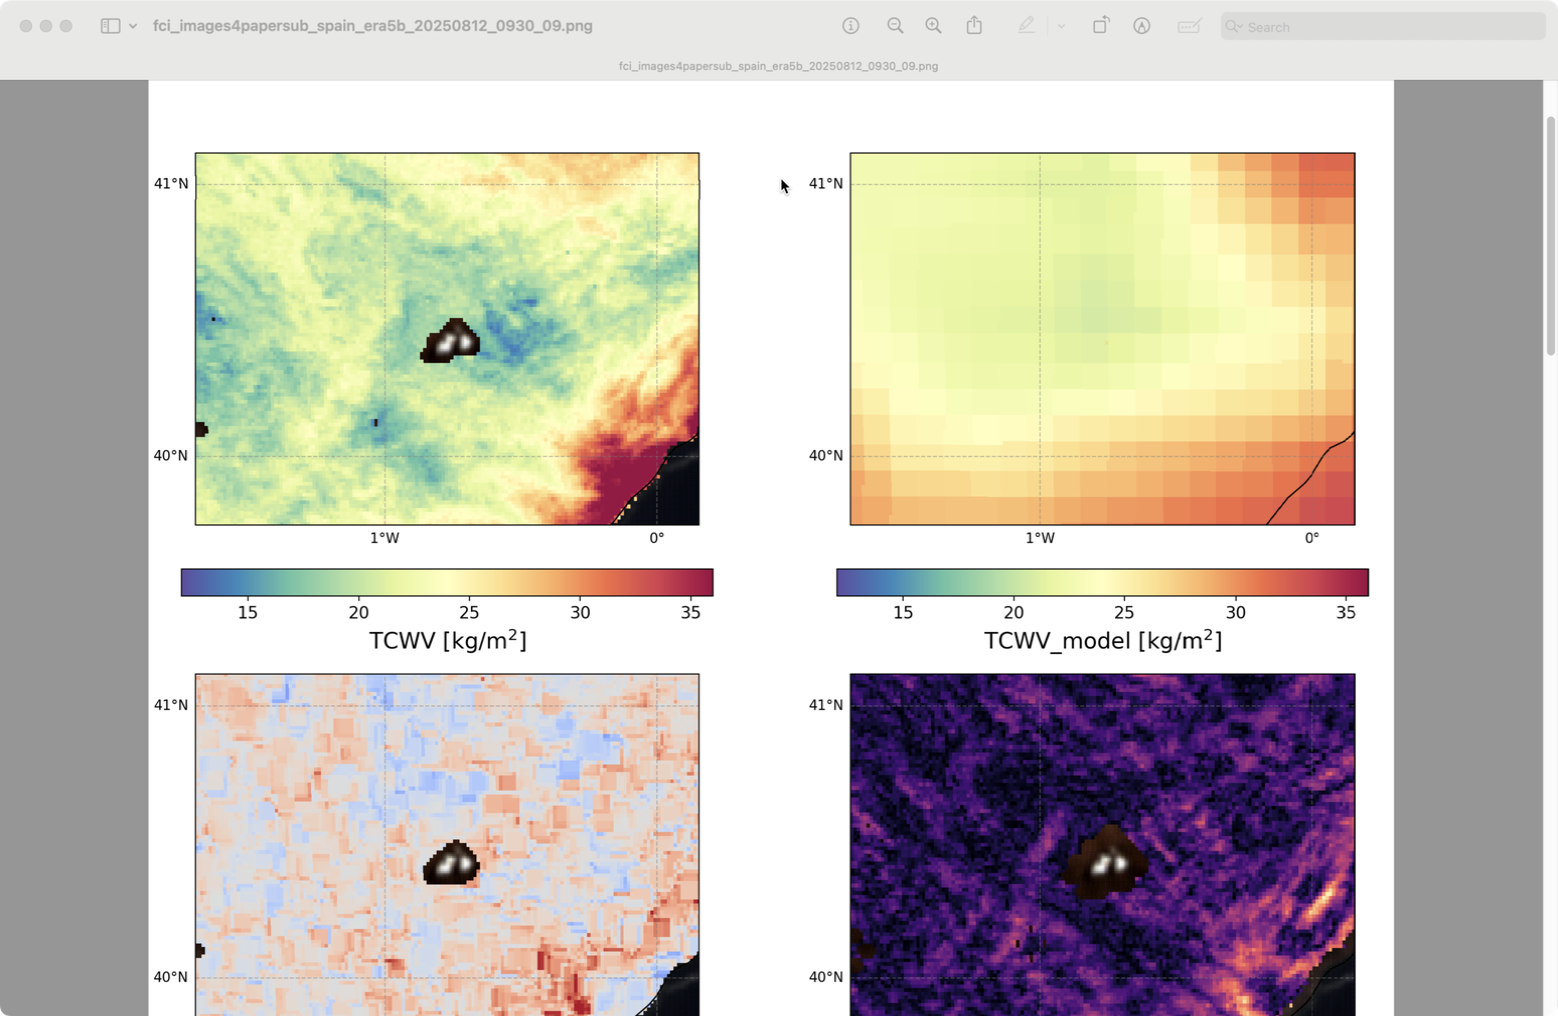 fci_images4papersub_spain_era5b_20250812_0930_09.png
Search
fci_images4papersub_spain_era5b_20250812_0930_09.png
41°N
40°N
1°W
0°
15
20
25
30
35
TCWV [kg/m²]
41°N
40°N
1°W
0°
15
20
25
30
35
TCWV_model [kg/m²]
41°N
40°N
41°N
40°N